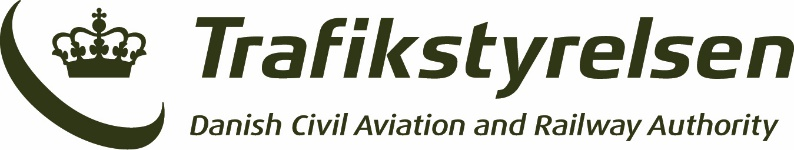 Trafikstyrelsen
Danish Civil Aviation and Railway Authority